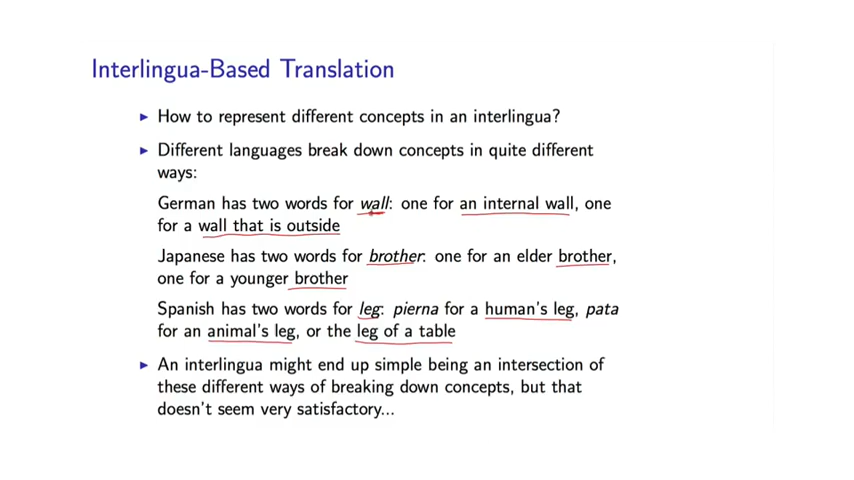 Interlingua-Based Translation
▶ How to represent different concepts in an interlingua?
▶ Different languages break down concepts in quite different
ways:
German has two words for wall: one for an internal wall, one
for a wall that is outside
Japanese has two words for brother: one for an elder brother,
one for a younger brother
Spanish has two words for leg: pierna for a human's leg, pata
for an animal's leg, or the leg of a table
▶ An interlingua might end up simple being an intersection of
these different ways of breaking down concepts, but that
doesn't seem very satisfactory...